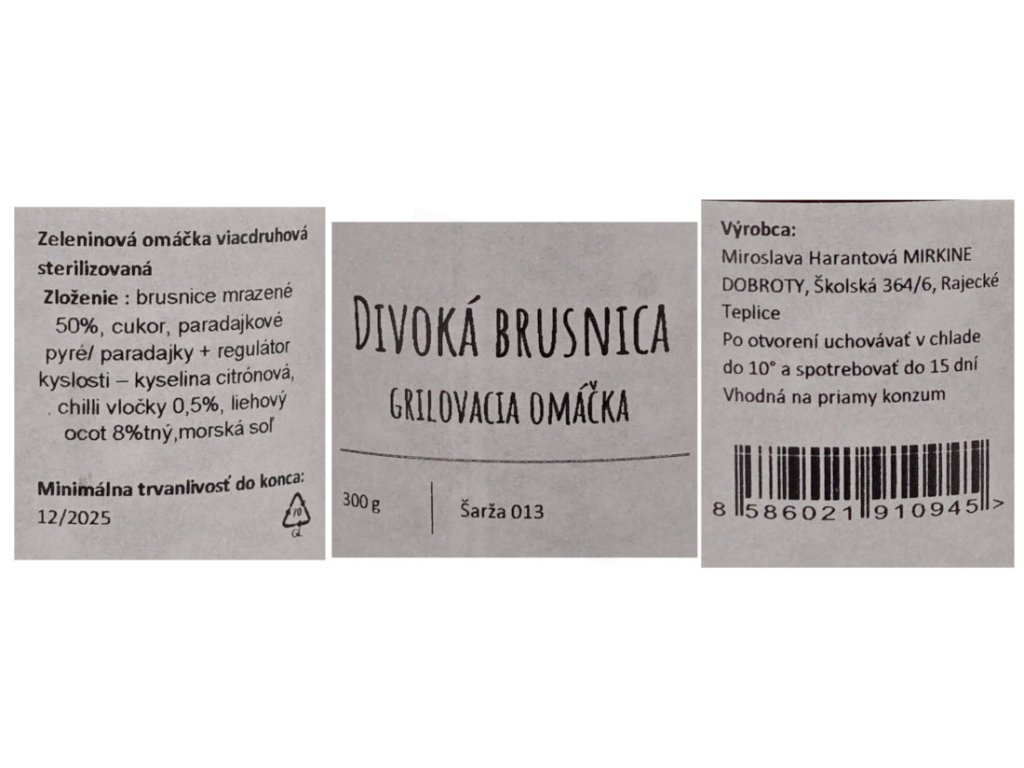 Zeleninová omáčka viacdruhová
sterilizovaná
Zloženie : brusnice mrazené
50%, cukor, paradajkové
pyré/ paradajky + regulátor
kyslosti – kyselina citrónová,
chilli vločky 0,5%, liehový
ocot 8%tný,morská soľ
Minimálna trvanlivosť do konca:
12/2025
70
GL
DIVOKÁ BRUSNICA
GRILOVACIA OMÁČKA
300 g
Šarža 013
Výrobca:
Miroslava Harantová MIRKINE
DOBROTY, Školská 364/6, Rajecké
Teplice
Po otvorení uchovávať v chlade
do 10° a spotrebovať do 15 dní
Vhodná na priamy konzum
8 586021 910945 >